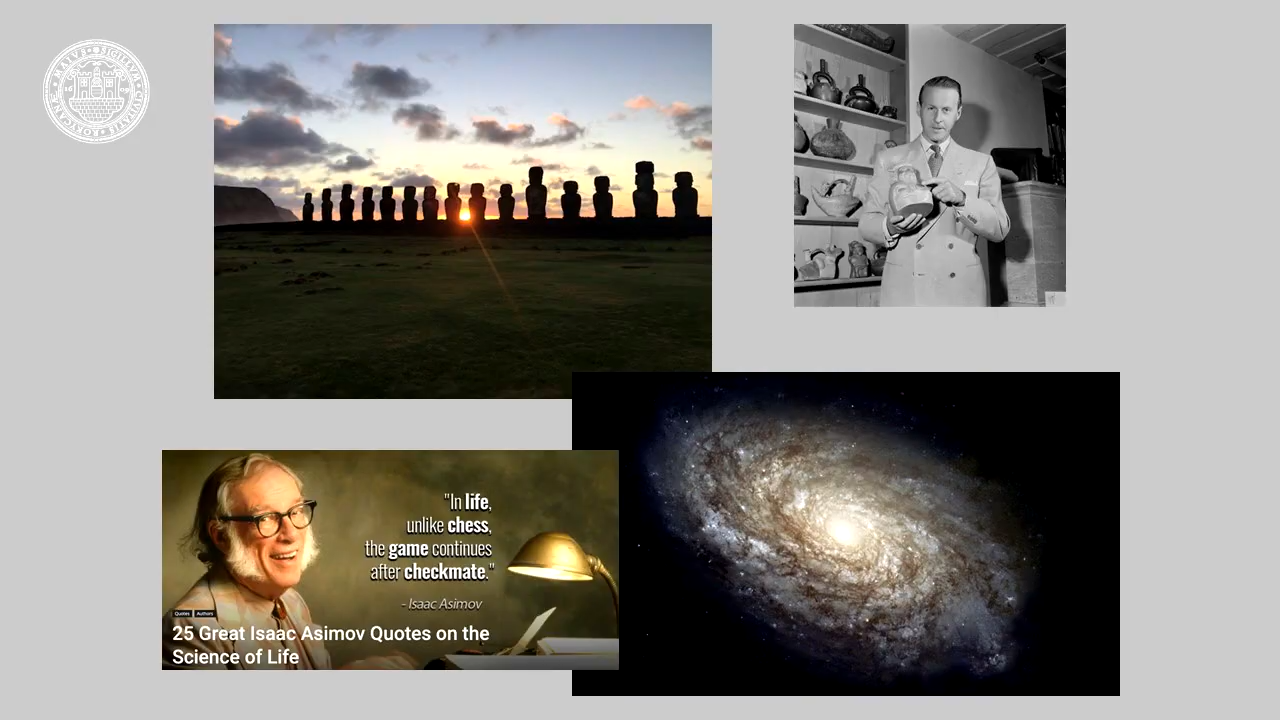 "In life,
unlike chess,
the game continues
after checkmate."
- Isaac Asimov
Quotes Authors
25 Great Isaac Asimov Quotes on the
Science of Life